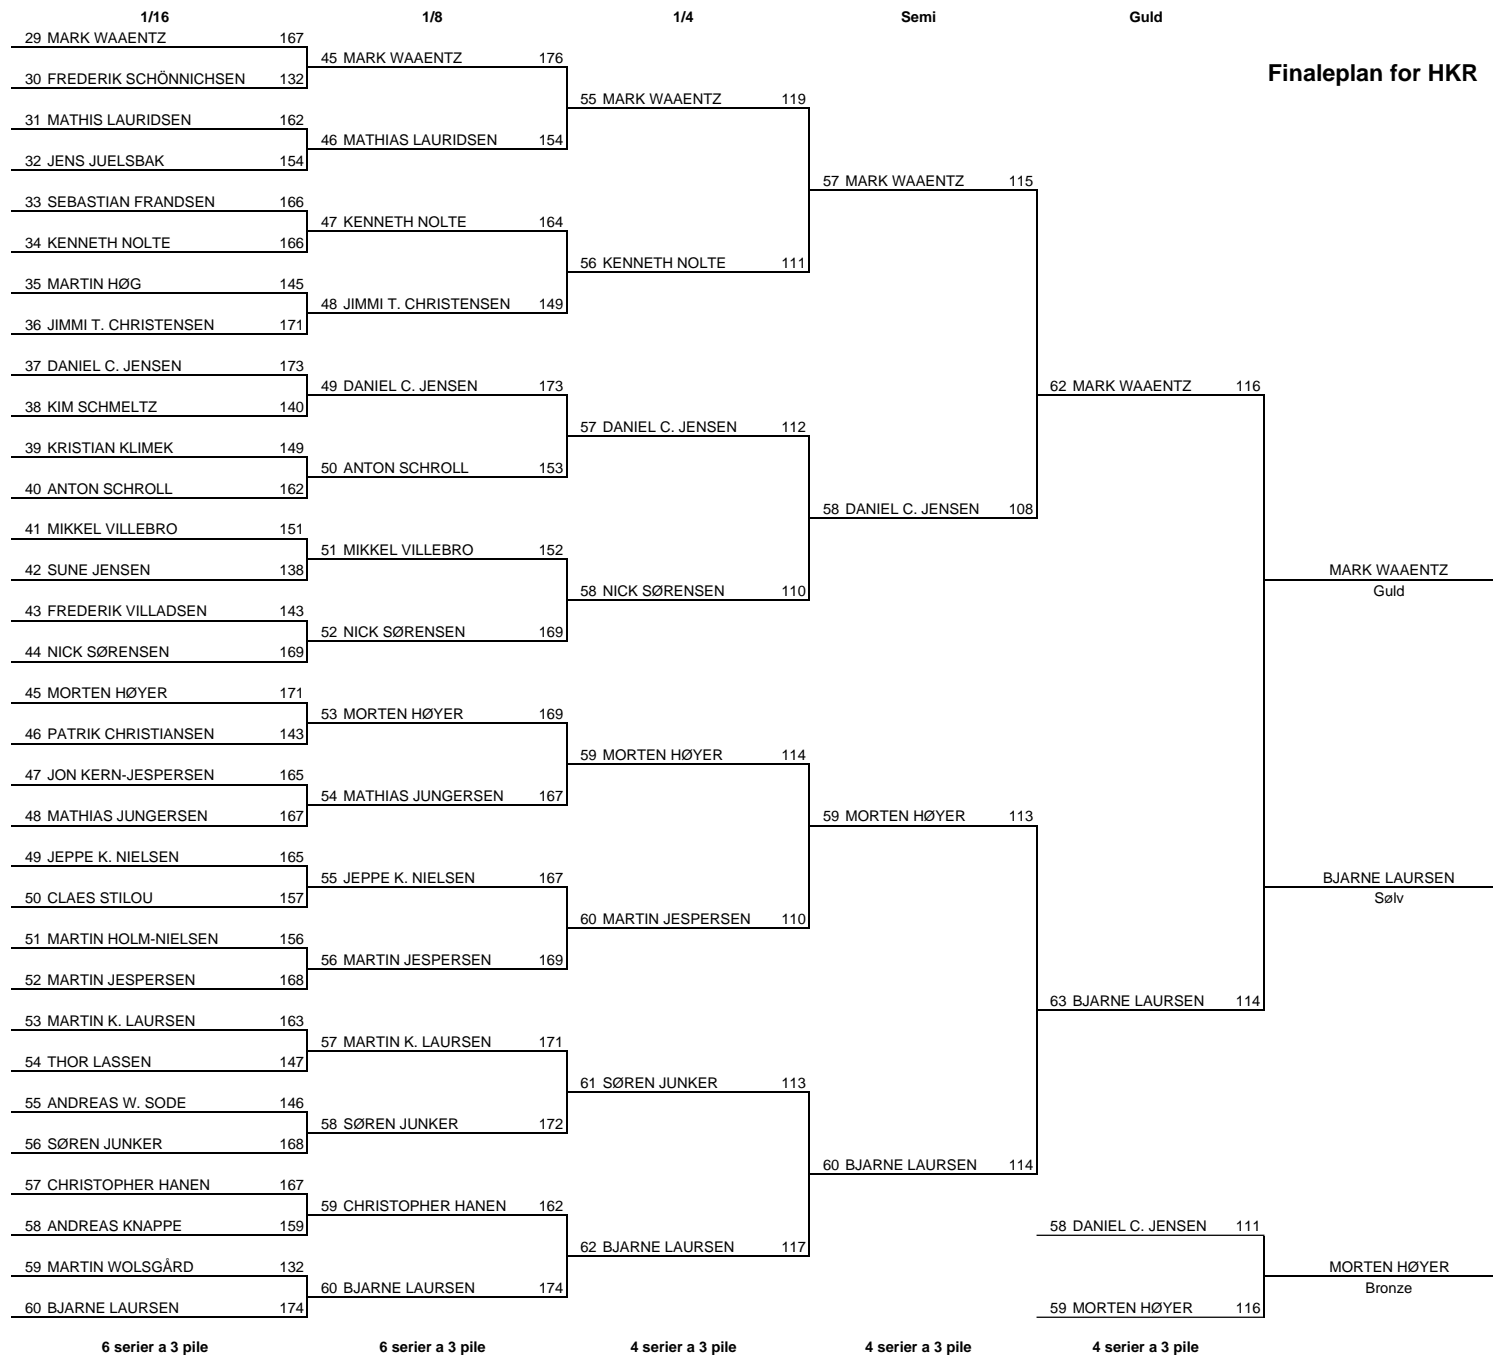 1/16 1/8 1/4 Semi Guld
Finaleplan for HKR
29 MARK WAAENTZ 167
30 FREDERIK SCHÖNNICHSEN 132
31 MATHIS LAURIDSEN 162
32 JENS JUELSBAK 154
33 SEBASTIAN FRANDSEN 166
34 KENNETH NOLTE 166
35 MARTIN HØG 145
36 JIMMI T. CHRISTENSEN 171
37 DANIEL C. JENSEN 173
38 KIM SCHMELTZ 140
39 KRISTIAN KLIMEK 149
40 ANTON SCHROLL 162
41 MIKKEL VILLEBRO 151
42 SUNE JENSEN 138
43 FREDERIK VILLADSEN 143
44 NICK SØRENSEN 169
45 MORTEN HØYER 171
46 PATRIK CHRISTIANSEN 143
47 JON KERN-JESPERSEN 165
48 MATHIAS JUNGERSEN 167
49 JEPPE K. NIELSEN 165
50 CLAES STILOU 157
51 MARTIN HOLM-NIELSEN 156
52 MARTIN JESPERSEN 168
53 MARTIN K. LAURSEN 163
54 THOR LASSEN 147
55 ANDREAS W. SODE 146
56 SØREN JUNKER 168
57 CHRISTOPHER HANEN 167
58 ANDREAS KNAPPE 159
59 MARTIN WOLSGÅRD 132
60 BJARNE LAURSEN 174
45 MARK WAAENTZ 176
46 MATHIAS LAURIDSEN 154
47 KENNETH NOLTE 164
48 JIMMI T. CHRISTENSEN 149
49 DANIEL C. JENSEN 173
50 ANTON SCHROLL 153
51 MIKKEL VILLEBRO 152
52 NICK SØRENSEN 169
53 MORTEN HØYER 169
54 MATHIAS JUNGERSEN 167
55 JEPPE K. NIELSEN 167
56 MARTIN JESPERSEN 169
57 MARTIN K. LAURSEN 171
58 SØREN JUNKER 172
59 CHRISTOPHER HANEN 162
60 BJARNE LAURSEN 174
55 MARK WAAENTZ 119
56 KENNETH NOLTE 111
57 DANIEL C. JENSEN 112
58 NICK SØRENSEN 110
59 MORTEN HØYER 114
60 MARTIN JESPERSEN 110
61 SØREN JUNKER 113
62 BJARNE LAURSEN 117
57 MARK WAAENTZ 115
58 DANIEL C. JENSEN 108
59 MORTEN HØYER 113
60 BJARNE LAURSEN 114
62 MARK WAAENTZ 116
63 BJARNE LAURSEN 114
58 DANIEL C. JENSEN 111
59 MORTEN HØYER 116
MARK WAAENTZ
Guld
BJARNE LAURSEN
Sølv
MORTEN HØYER
Bronze
6 serier a 3 pile 6 serier a 3 pile 4 serier a 3 pile 4 serier a 3 pile 4 serier a 3 pile